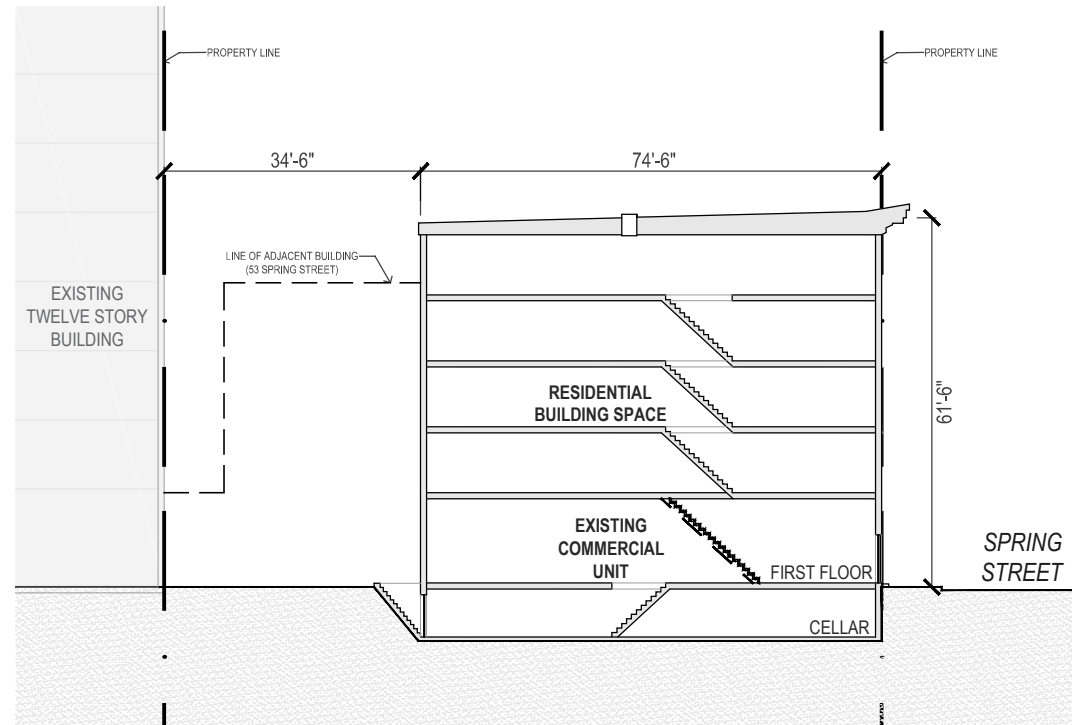 PROPERTY LINE
PROPERTY LINE
34'-6"
74'-6"
LINE OF ADJACENT BUILDING
(53 SPRING STREET)
EXISTING
TWELVE STORY
BUILDING
RESIDENTIAL
BUILDING SPACE
61'-6"
EXISTING
COMMERCIAL
UNIT
FIRST FLOOR
SPRING
STREET
CELLAR